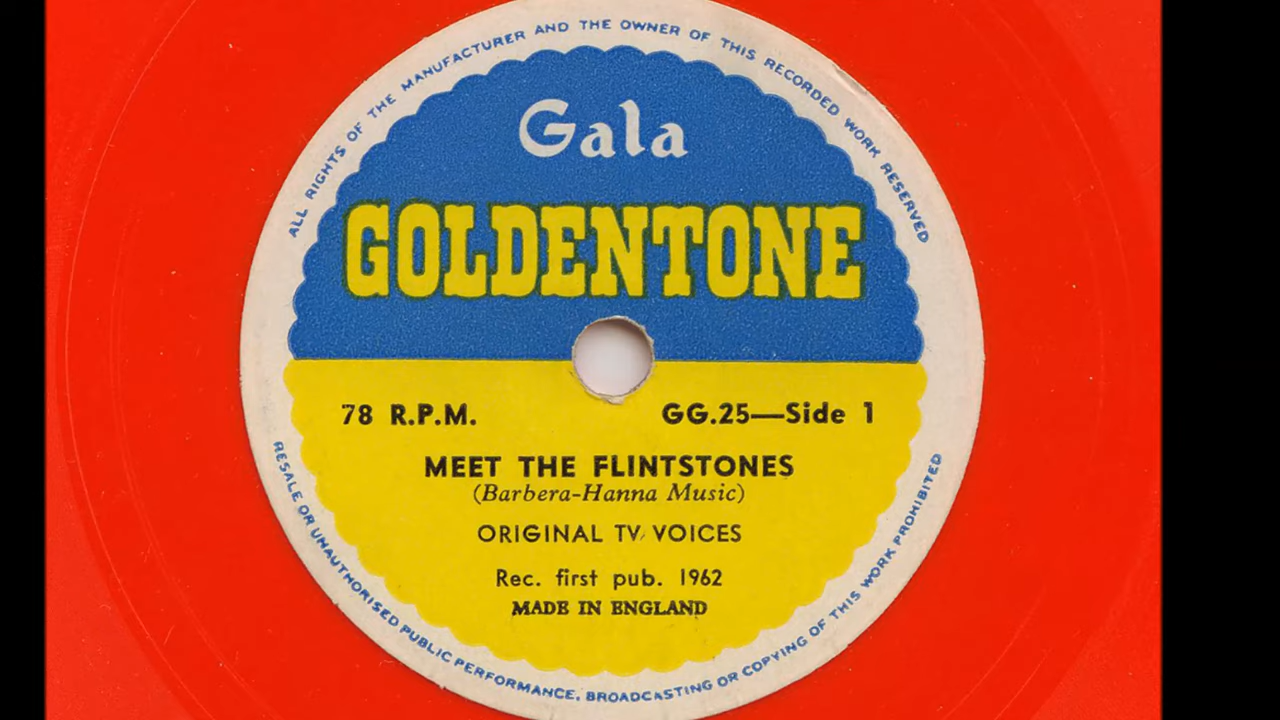 ALL RIGHTS OF THE MANUFACTURER AND THE OWNER OF THIS RECORDED WORK RESERVED
Gala
GOLDENTONE
78 R.P.M. GG.25—Side 1
MEET THE FLINTSTONES
(Barbera-Hanna Music)
ORIGINAL TV VOICES
Rec. first pub. 1962
MADE IN ENGLAND
RESALE OR UNAUTHORISED PUBLIC PERFORMANCE, BROADCASTING OR COPYING OF THIS WORK PROHIBITED